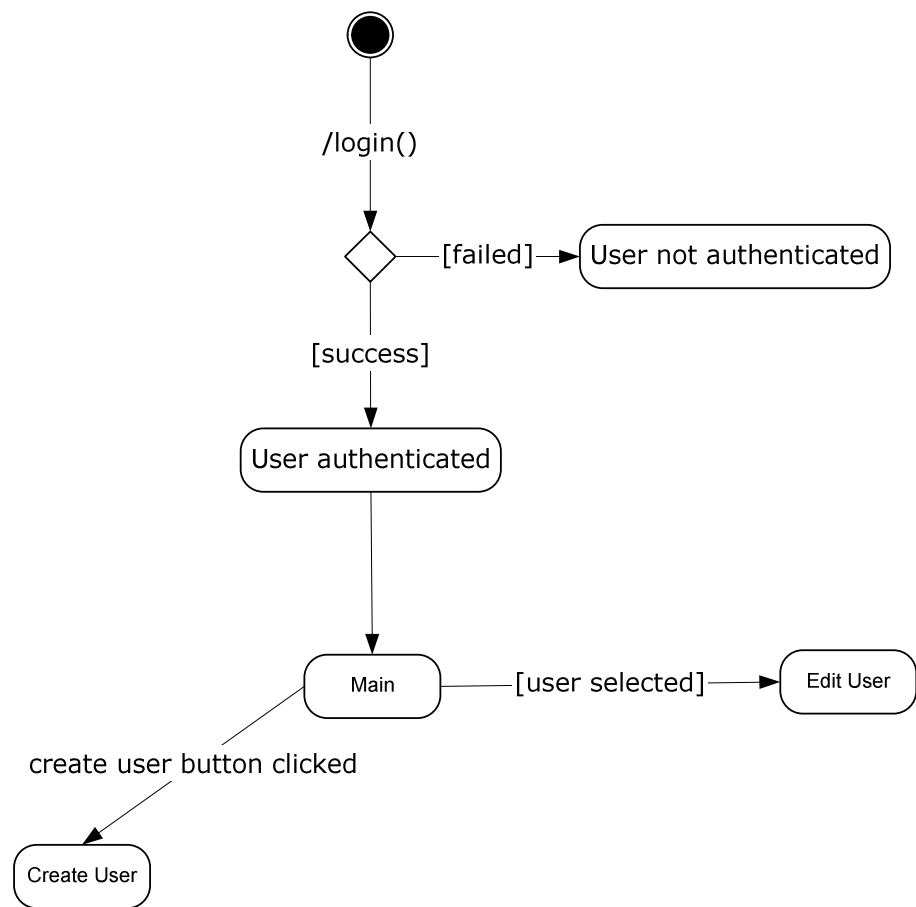 /login()
[failed]
User not authenticated
[success]
User authenticated
Main
[user selected]
Edit User
create user button clicked
Create User